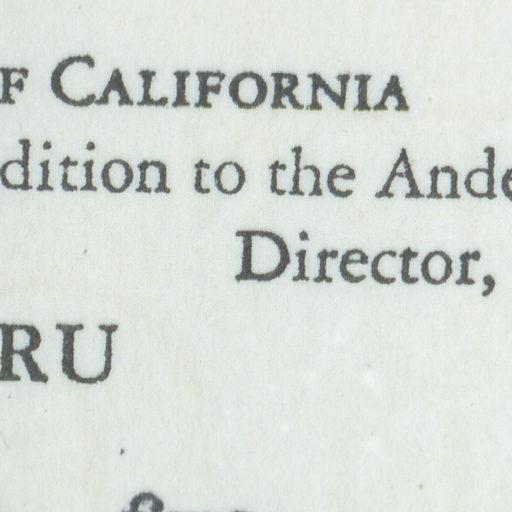 F CALIFORNIA
dition to the Ande
Director,
RU